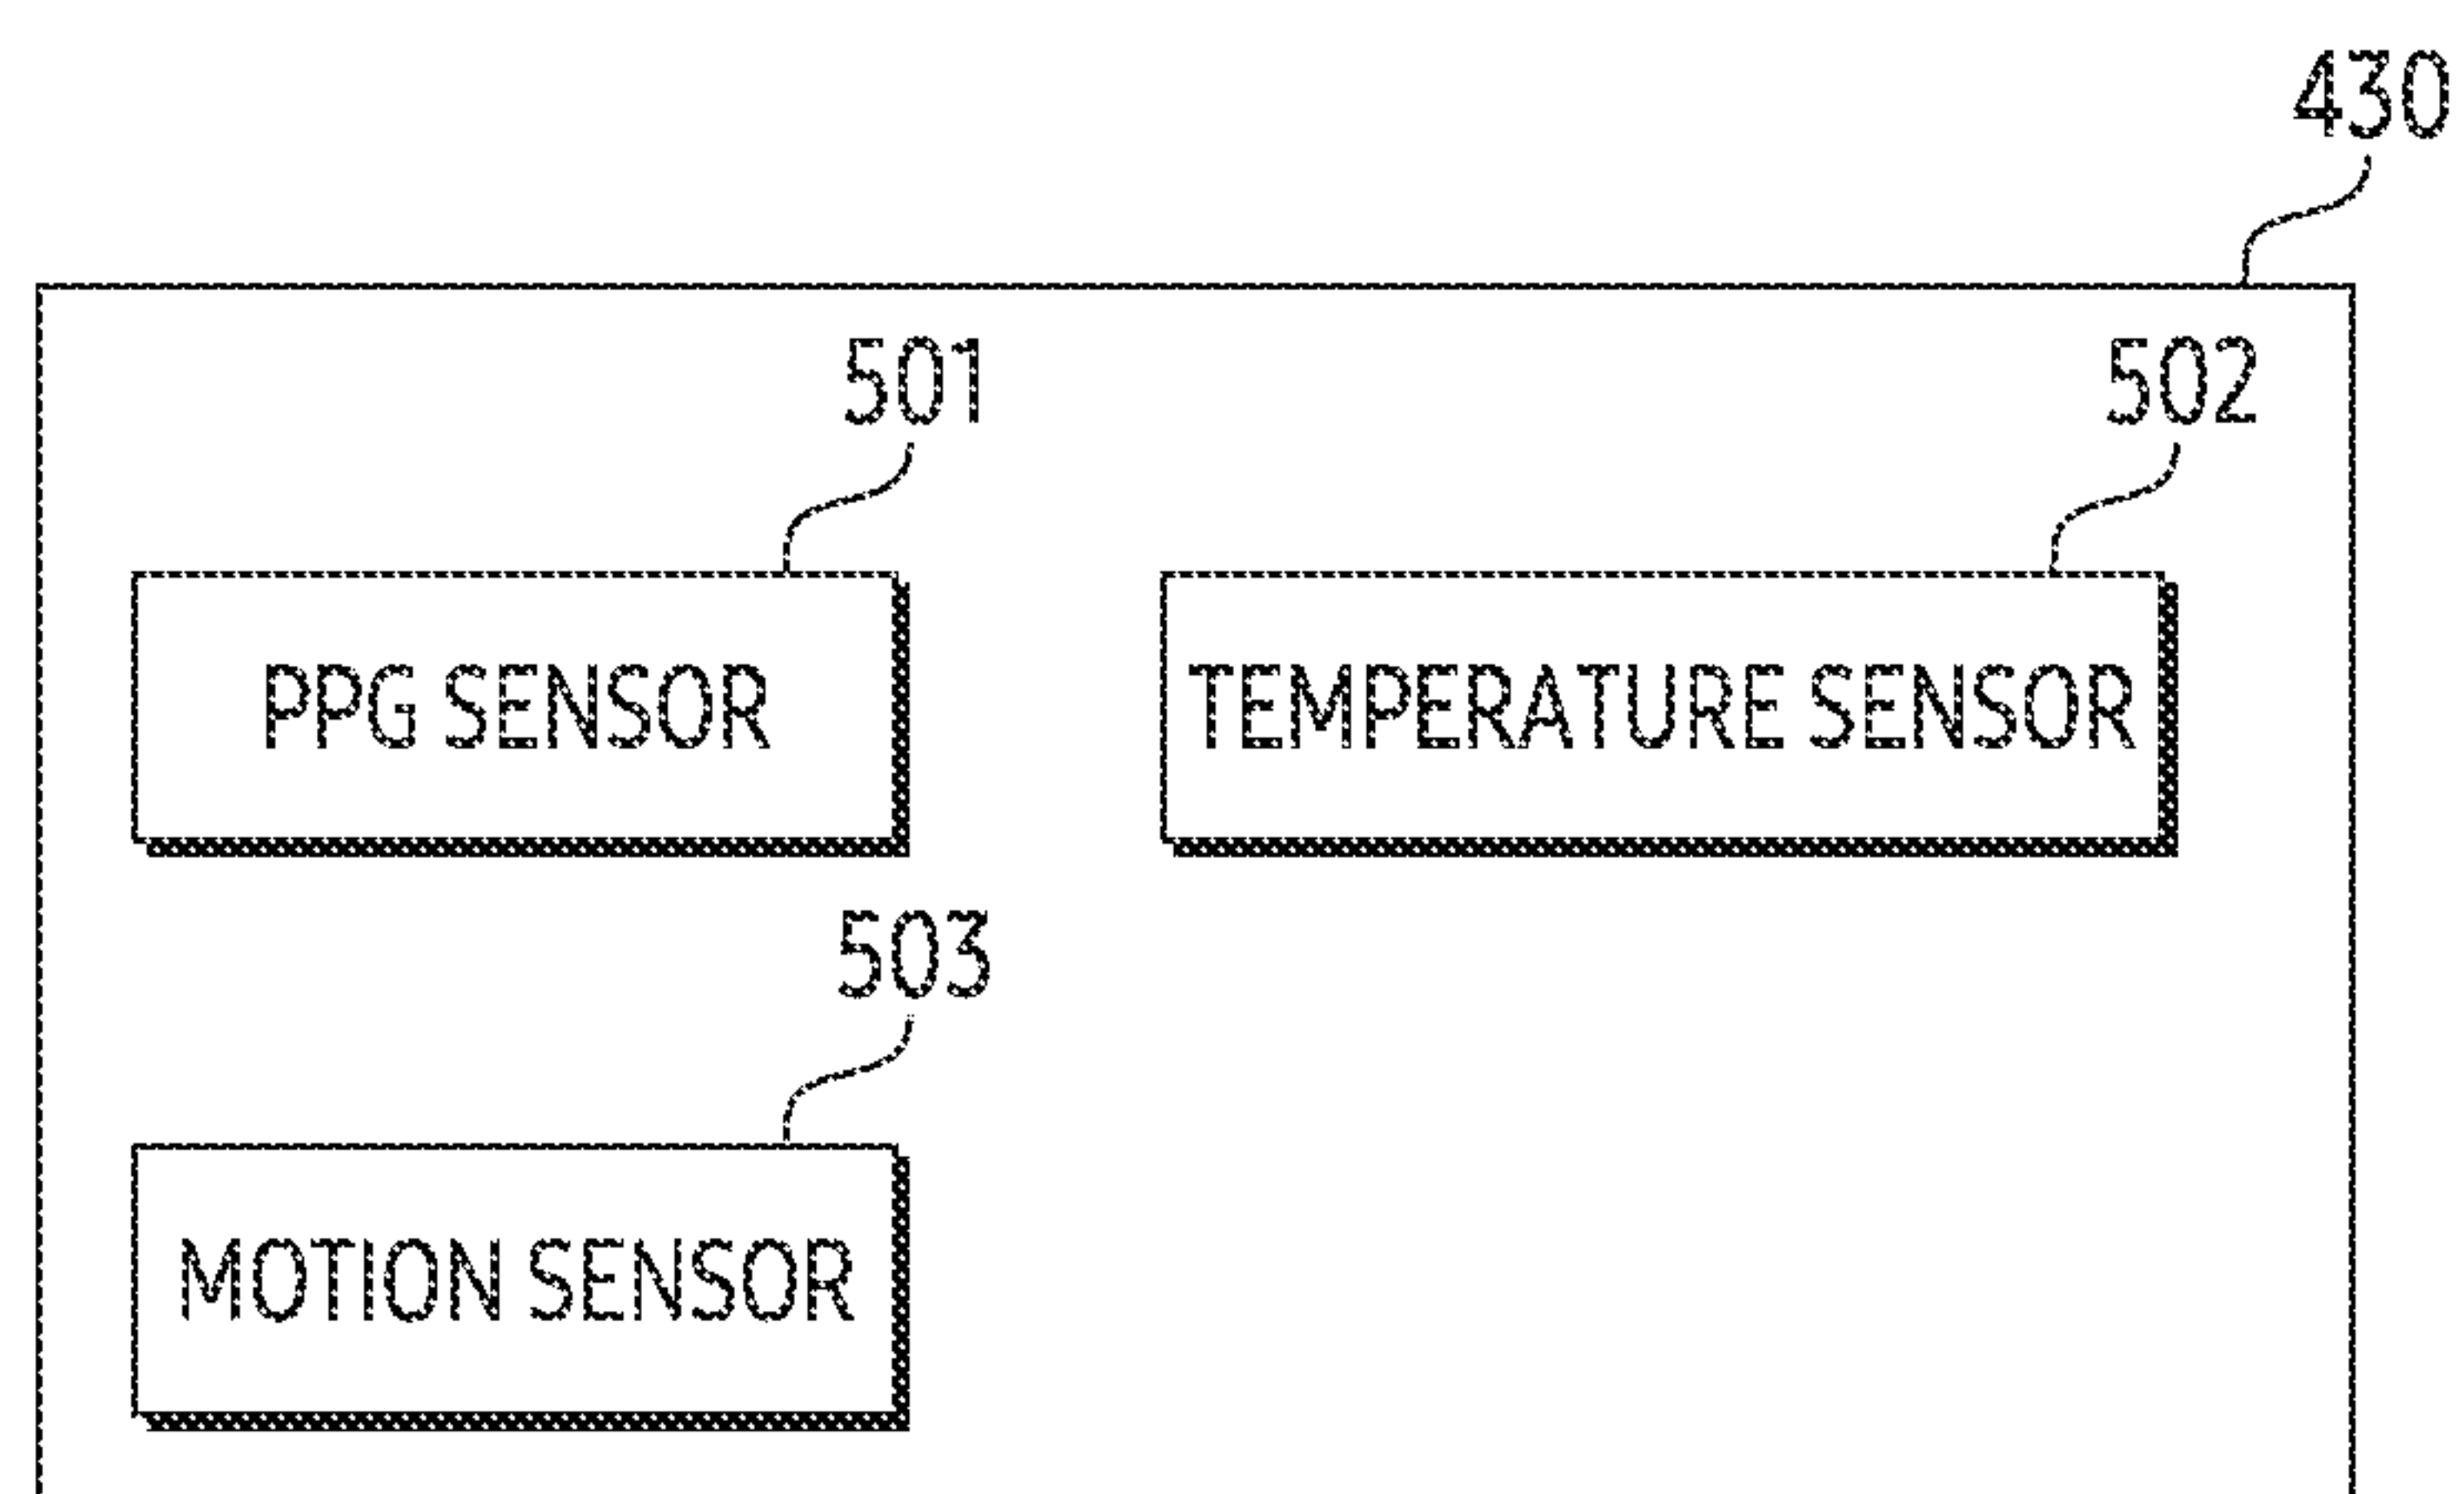 430
501
502
PPG SENSOR
TEMPERATURE SENSOR
503
MOTION SENSOR